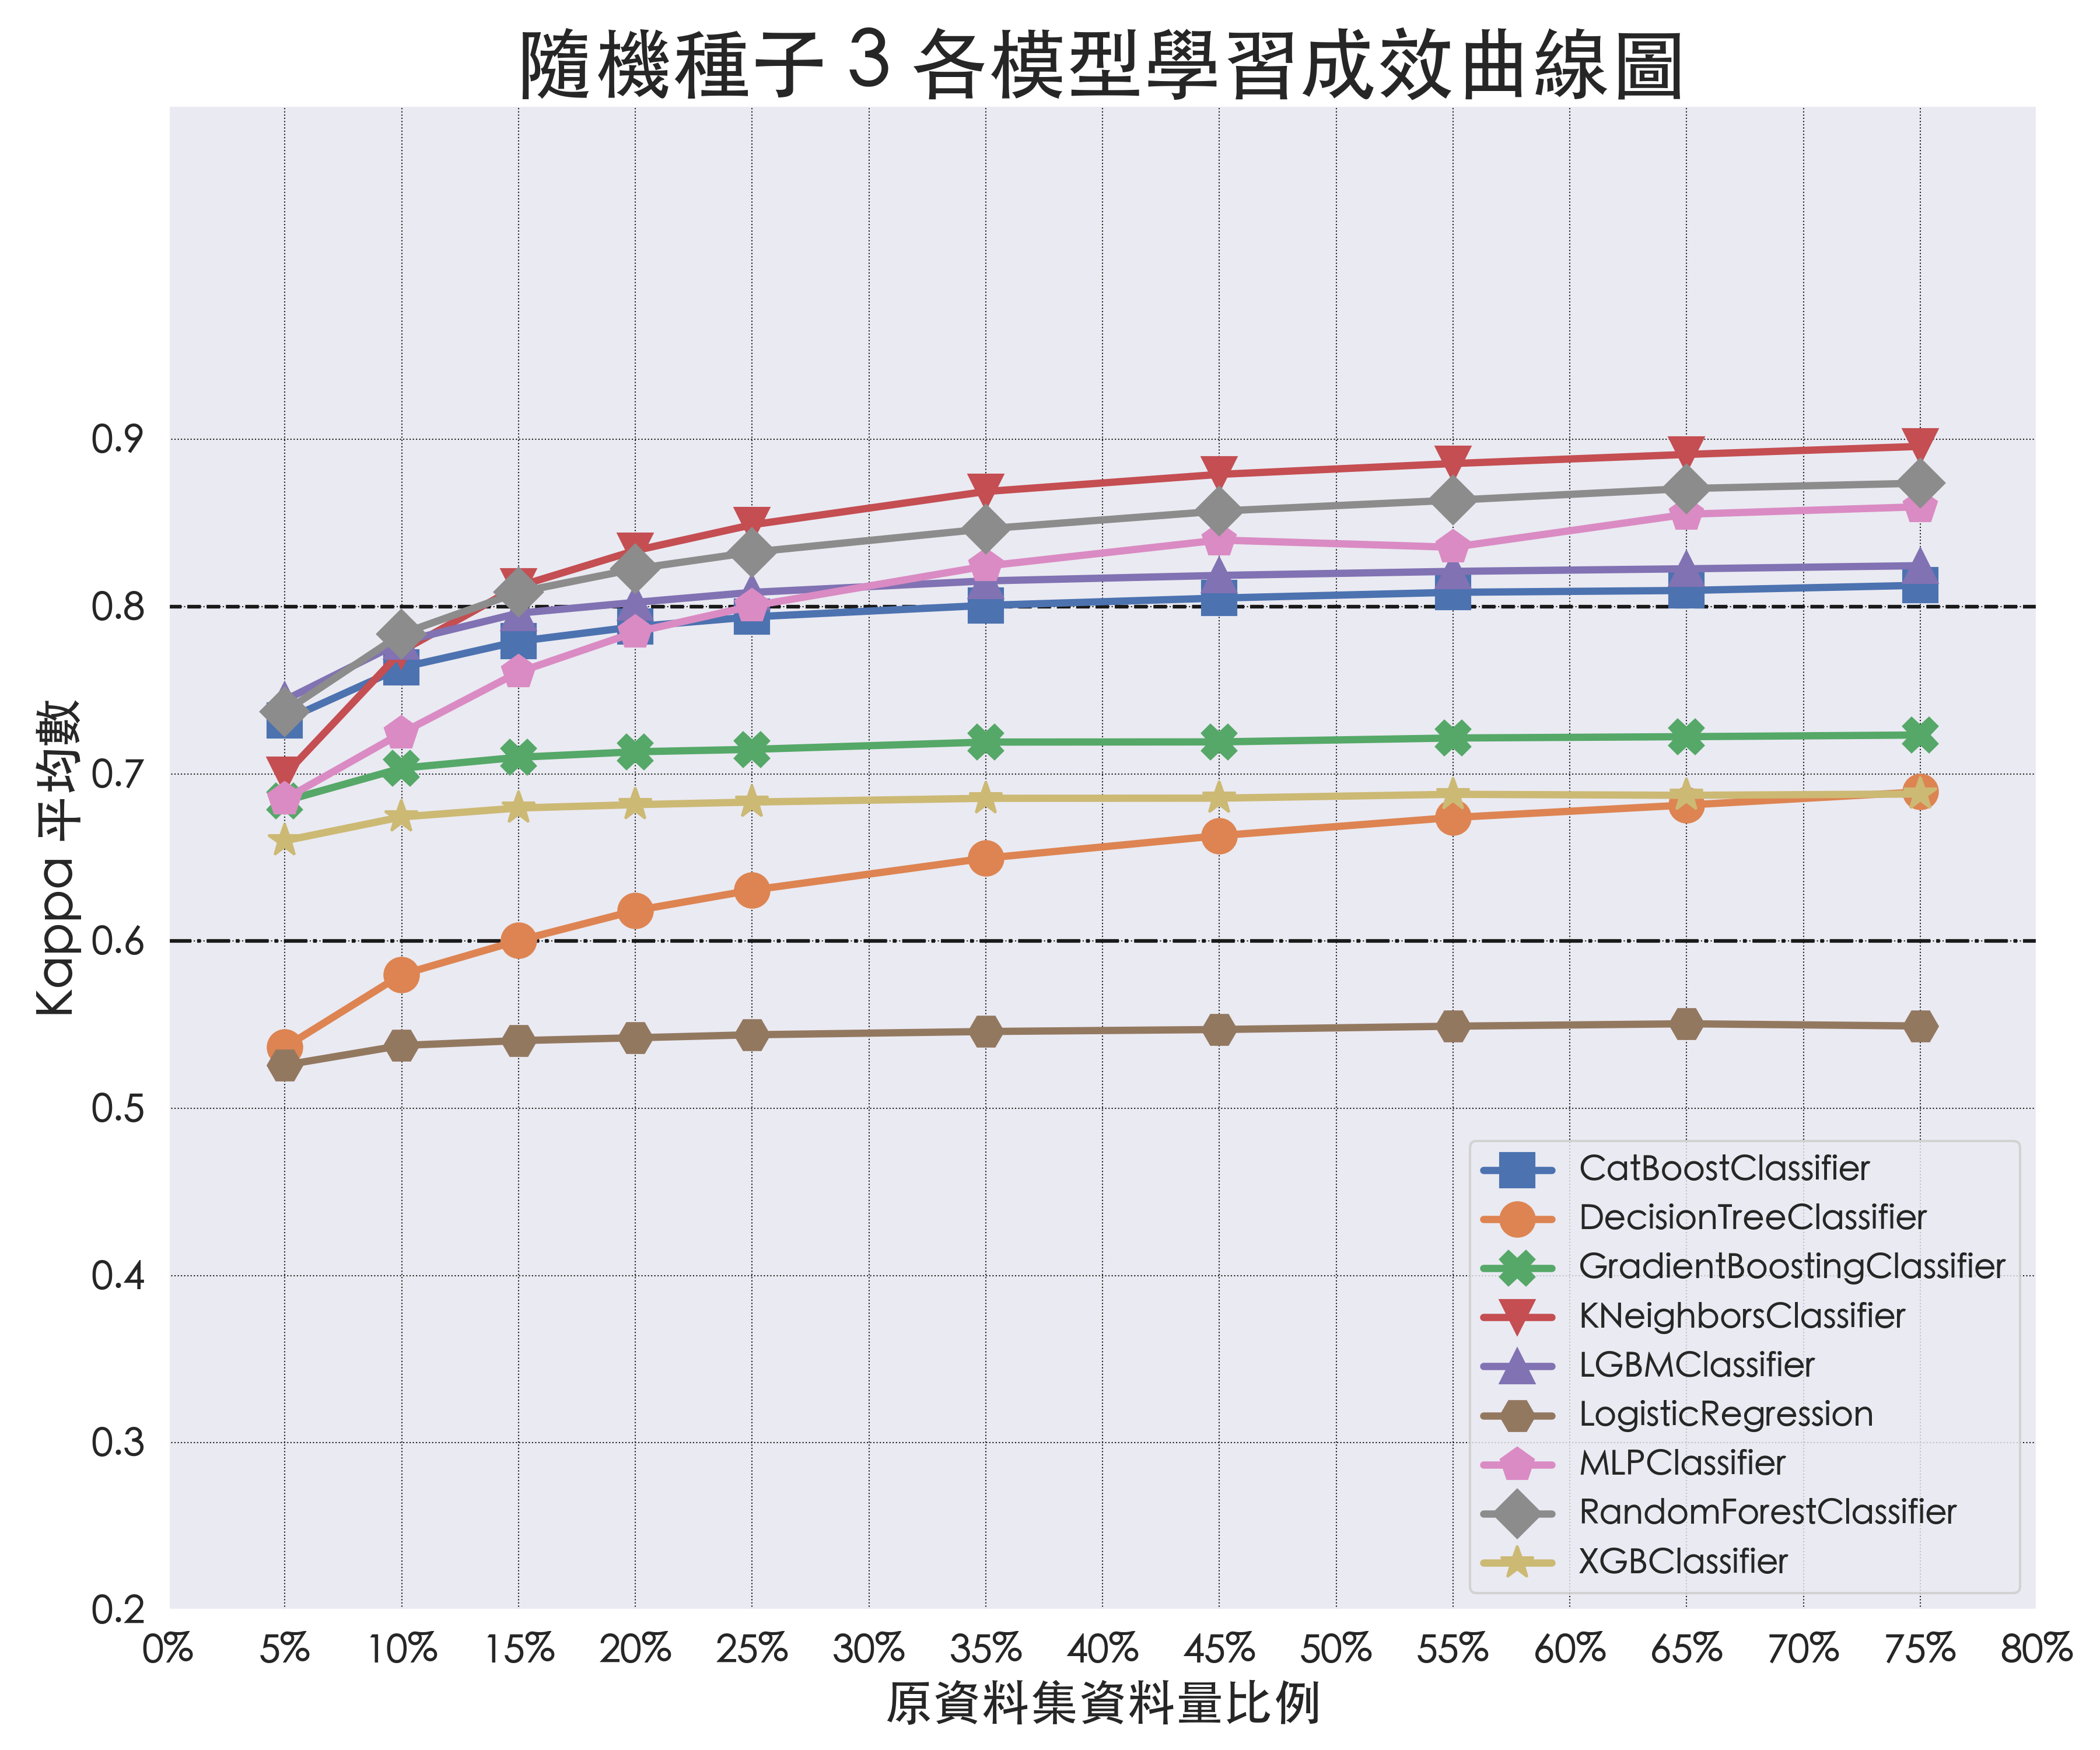 隨機種子 3 各模型學習成效曲線圖
Kappa 平均數
0.9
0.8
0.7
0.6
0.5
0.4
0.3
0.2
CatBoostClassifier
DecisionTreeClassifier
GradientBoostingClassifier
KNeighborsClassifier
LGBMClassifier
LogisticRegression
MLPClassifier
RandomForestClassifier
XGBClassifier
0% 5% 10% 15% 20% 25% 30% 35% 40% 45% 50% 55% 60% 65% 70% 75% 80%
原資料集資料量比例